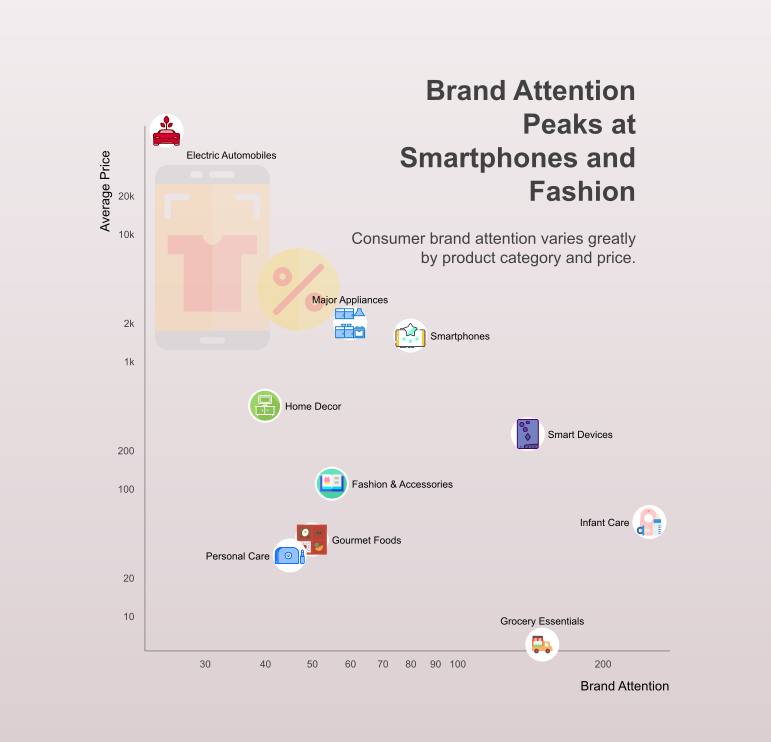 Brand Attention
Peaks at
Smartphones and
Fashion
Consumer brand attention varies greatly
by product category and price.
Average Price
20k
10k
2k
1k
200
100
20
10
Electric Automobiles
Major Appliances
Smartphones
Home Decor
Smart Devices
Fashion & Accessories
Infant Care
Gourmet Foods
Personal Care
Grocery Essentials
30 40 50 60 70 80 90 100 200
Brand Attention